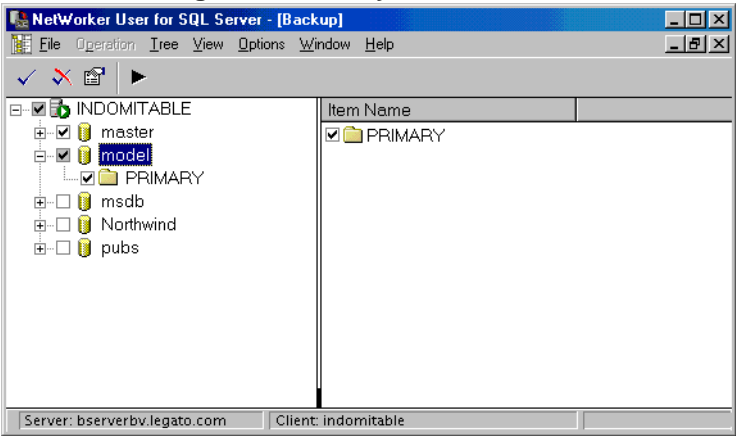 NetWorker User for SQL Server - [Backup]
File Operation Tree View Options Window Help
INDOMITABLE
master
model
PRIMARY
msdb
Northwind
pubs
Item Name
PRIMARY
Server: bserverbv.legato.com Client: indomitable